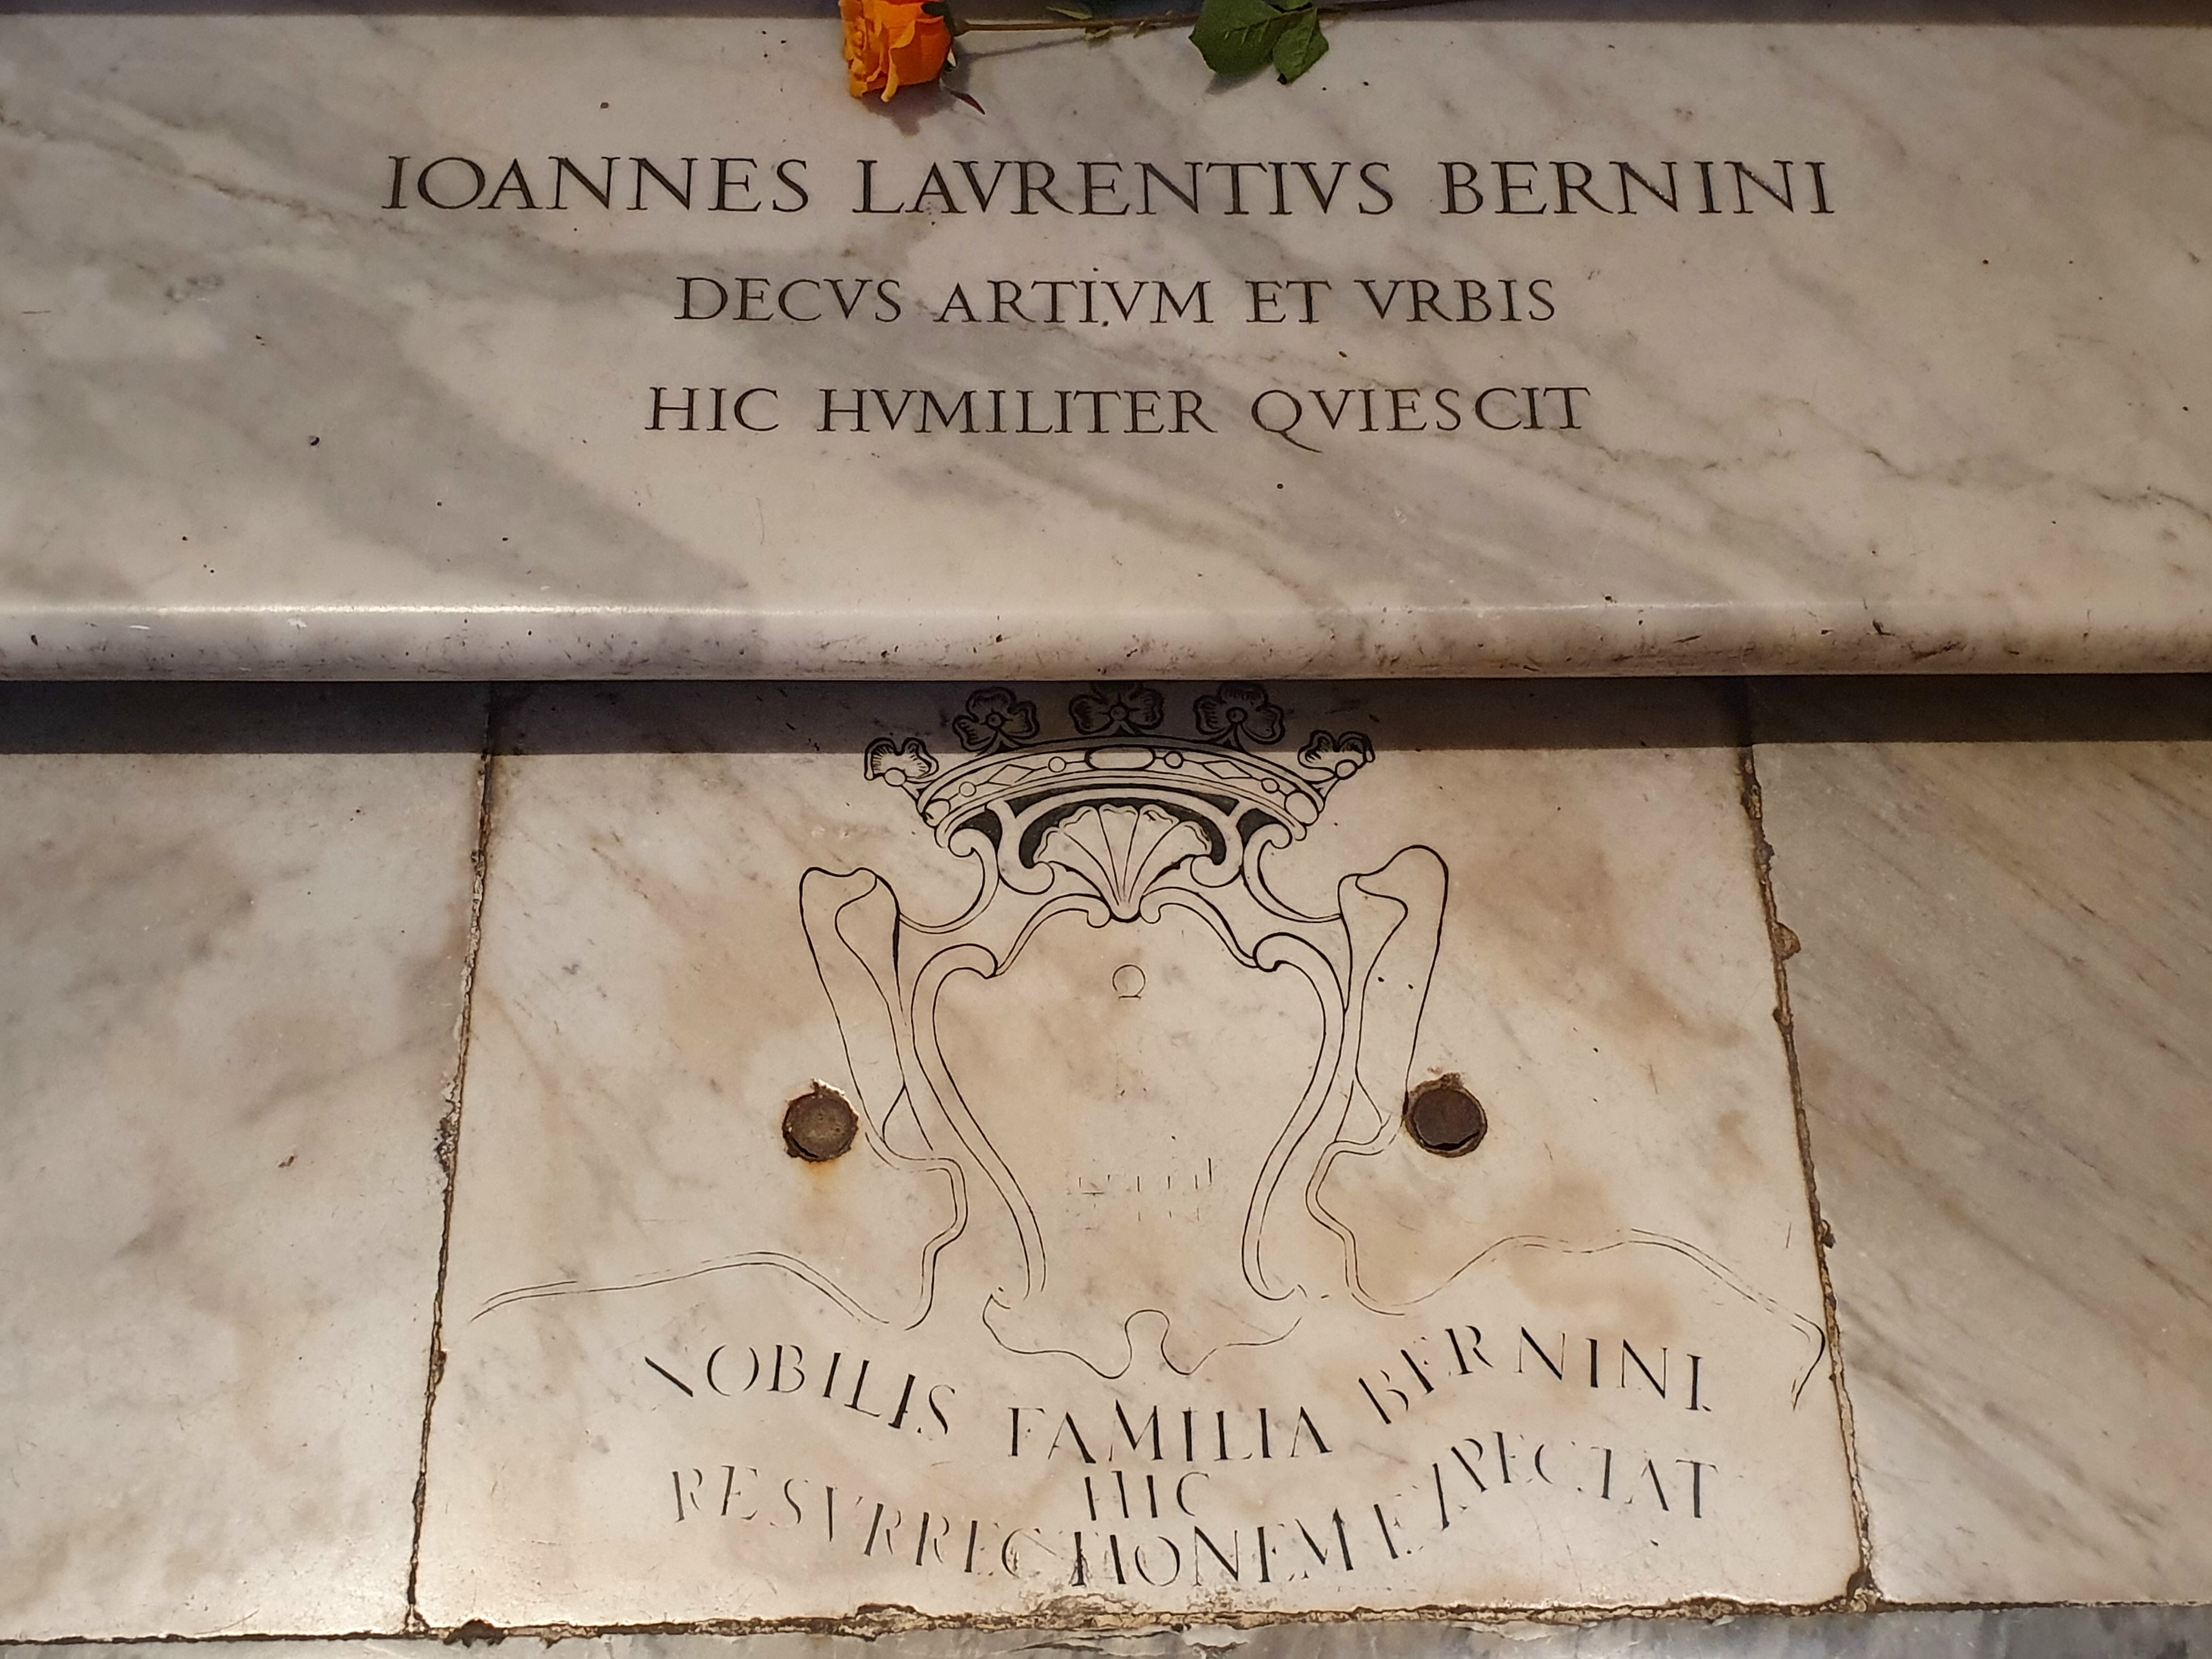 IOANNES LAVRENTIVS BERNINI
DECVS ARTIVM ET VRBIS
HIC HVMILITER QVIESCIT
NOBILIS FAMILIA BERNINI
HIC
RESVRRECTIONEM EXPECTAT